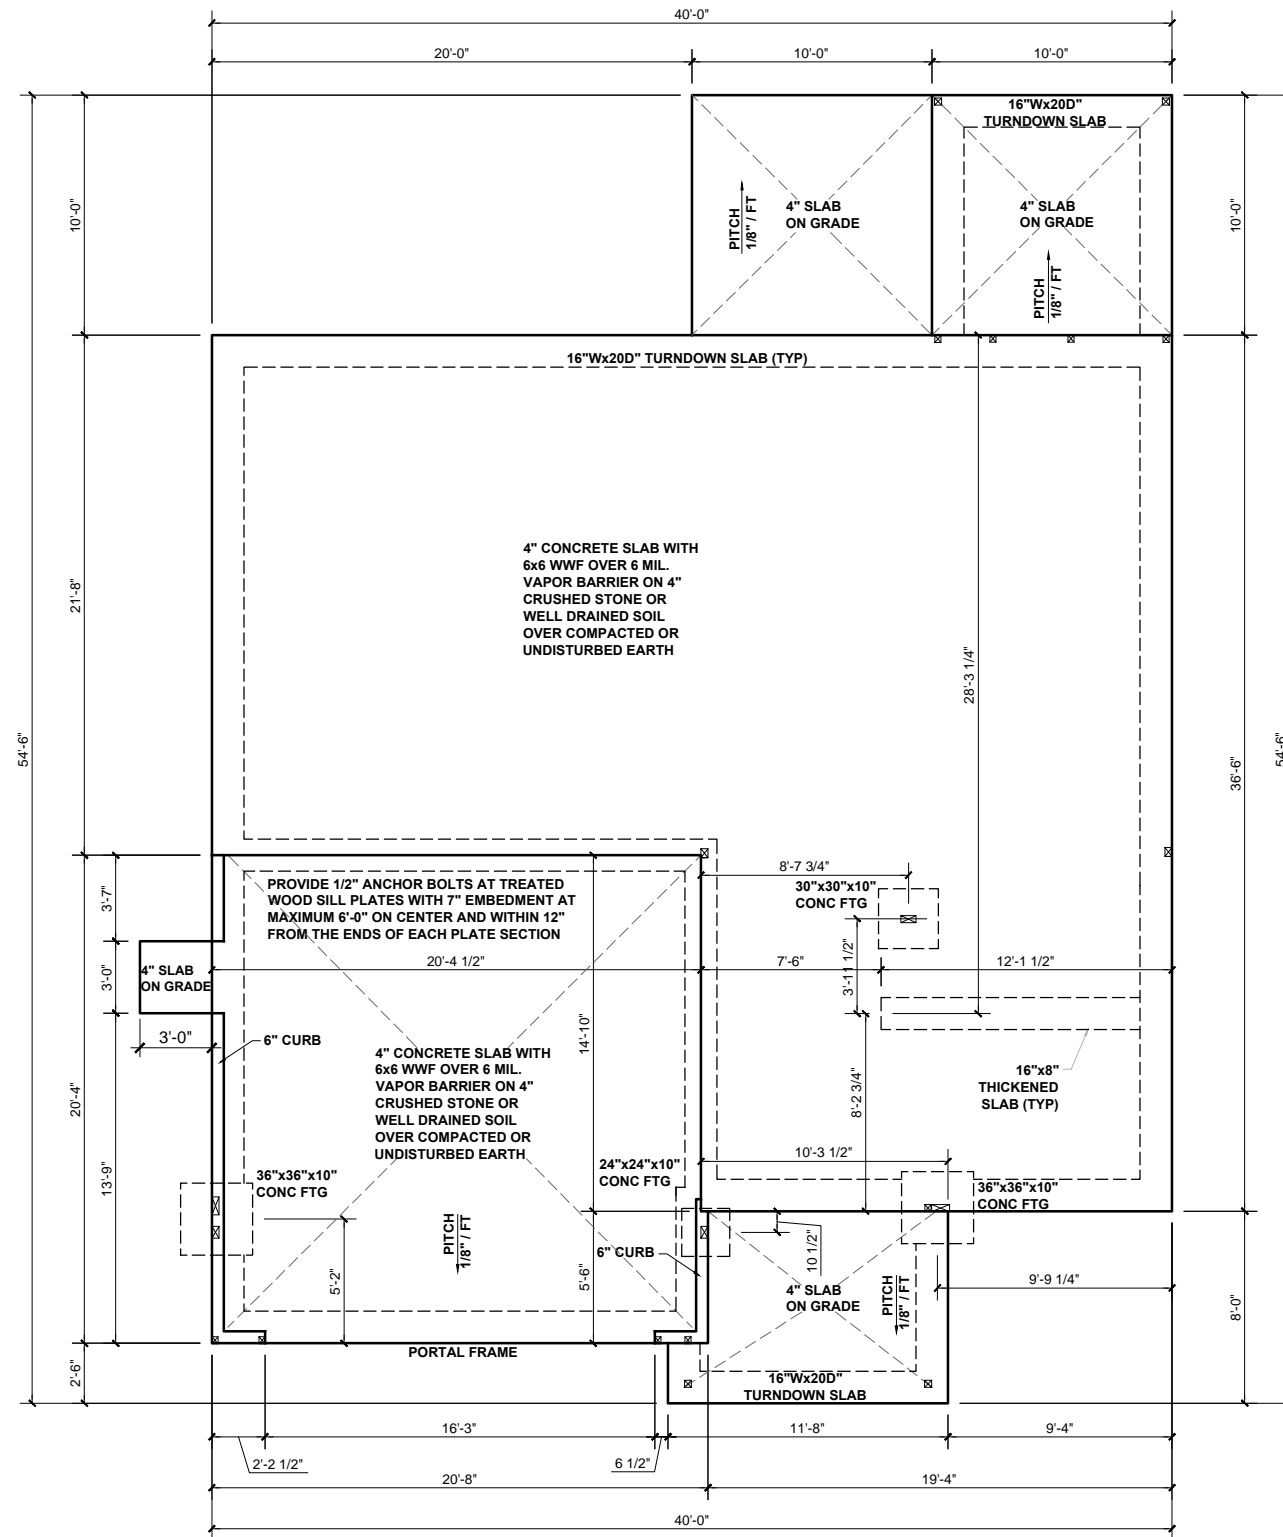 40'-0"
20'-0"
10'-0"
10'-0"
16"Wx20D"
TURNDOWN SLAB
4" SLAB
ON GRADE
PITCH
1/8" / FT
4" SLAB
ON GRADE
PITCH
1/8" / FT
10'-0"
10'-0"
16"Wx20D" TURNDOWN SLAB (TYP)
4" CONCRETE SLAB WITH
6x6 WWF OVER 6 MIL.
VAPOR BARRIER ON 4"
CRUSHED STONE OR
WELL DRAINED SOIL
OVER COMPACTED OR
UNDISTURBED EARTH
21'-8"
28'-3 1/4"
54'-6"
36'-6"
54'-6"
3'-7"
PROVIDE 1/2" ANCHOR BOLTS AT TREATED
WOOD SILL PLATES WITH 7" EMBEDMENT AT
MAXIMUM 6'-0" ON CENTER AND WITHIN 12"
FROM THE ENDS OF EACH PLATE SECTION
8'-7 3/4"
30"x30"x10"
CONC FTG
20'-4 1/2"
7'-6"
12'-1 1/2"
3'-11 1/2"
3'-0"
4" SLAB
ON GRADE
3'-0"
6" CURB
14'-10"
4" CONCRETE SLAB WITH
6x6 WWF OVER 6 MIL.
VAPOR BARRIER ON 4"
CRUSHED STONE OR
WELL DRAINED SOIL
OVER COMPACTED OR
UNDISTURBED EARTH
16"x8"
THICKENED
SLAB (TYP)
8'-2 3/4"
20'-4"
13'-9"
10'-3 1/2"
36"x36"x10"
CONC FTG
24"x24"x10"
CONC FTG
36"x36"x10"
CONC FTG
PITCH
1/8" / FT
6" CURB
10 1/2"
5'-2"
5'-6"
4" SLAB
ON GRADE
PITCH
1/8" / FT
9'-9 1/4"
8'-0"
PORTAL FRAME
16"Wx20D"
TURNDOWN SLAB
2'-6"
16'-3"
11'-8"
9'-4"
2'-2 1/2"
6 1/2"
20'-8"
19'-4"
40'-0"